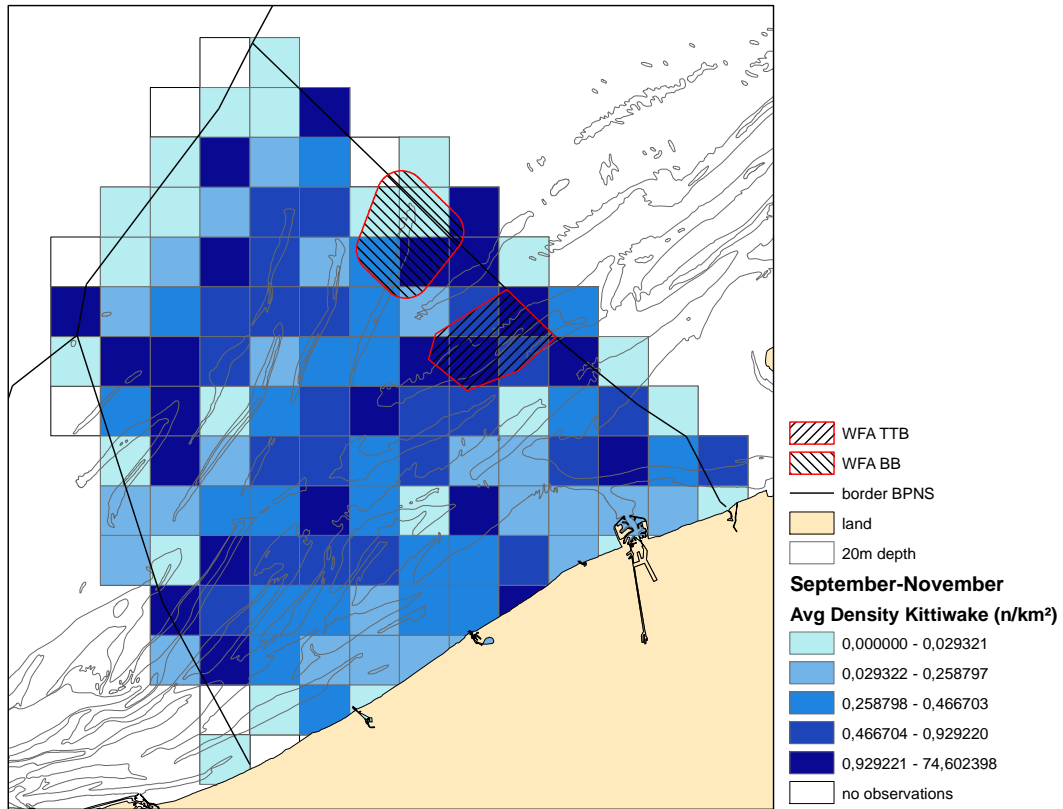 WFA TTB
WFA BB
border BPNS
land
20m depth
September-November
Avg Density Kittiwake (n/km²)
0,000000 - 0,029321
0,029322 - 0,258797
0,258798 - 0,466703
0,466704 - 0,929220
0,929221 - 74,602398
no observations